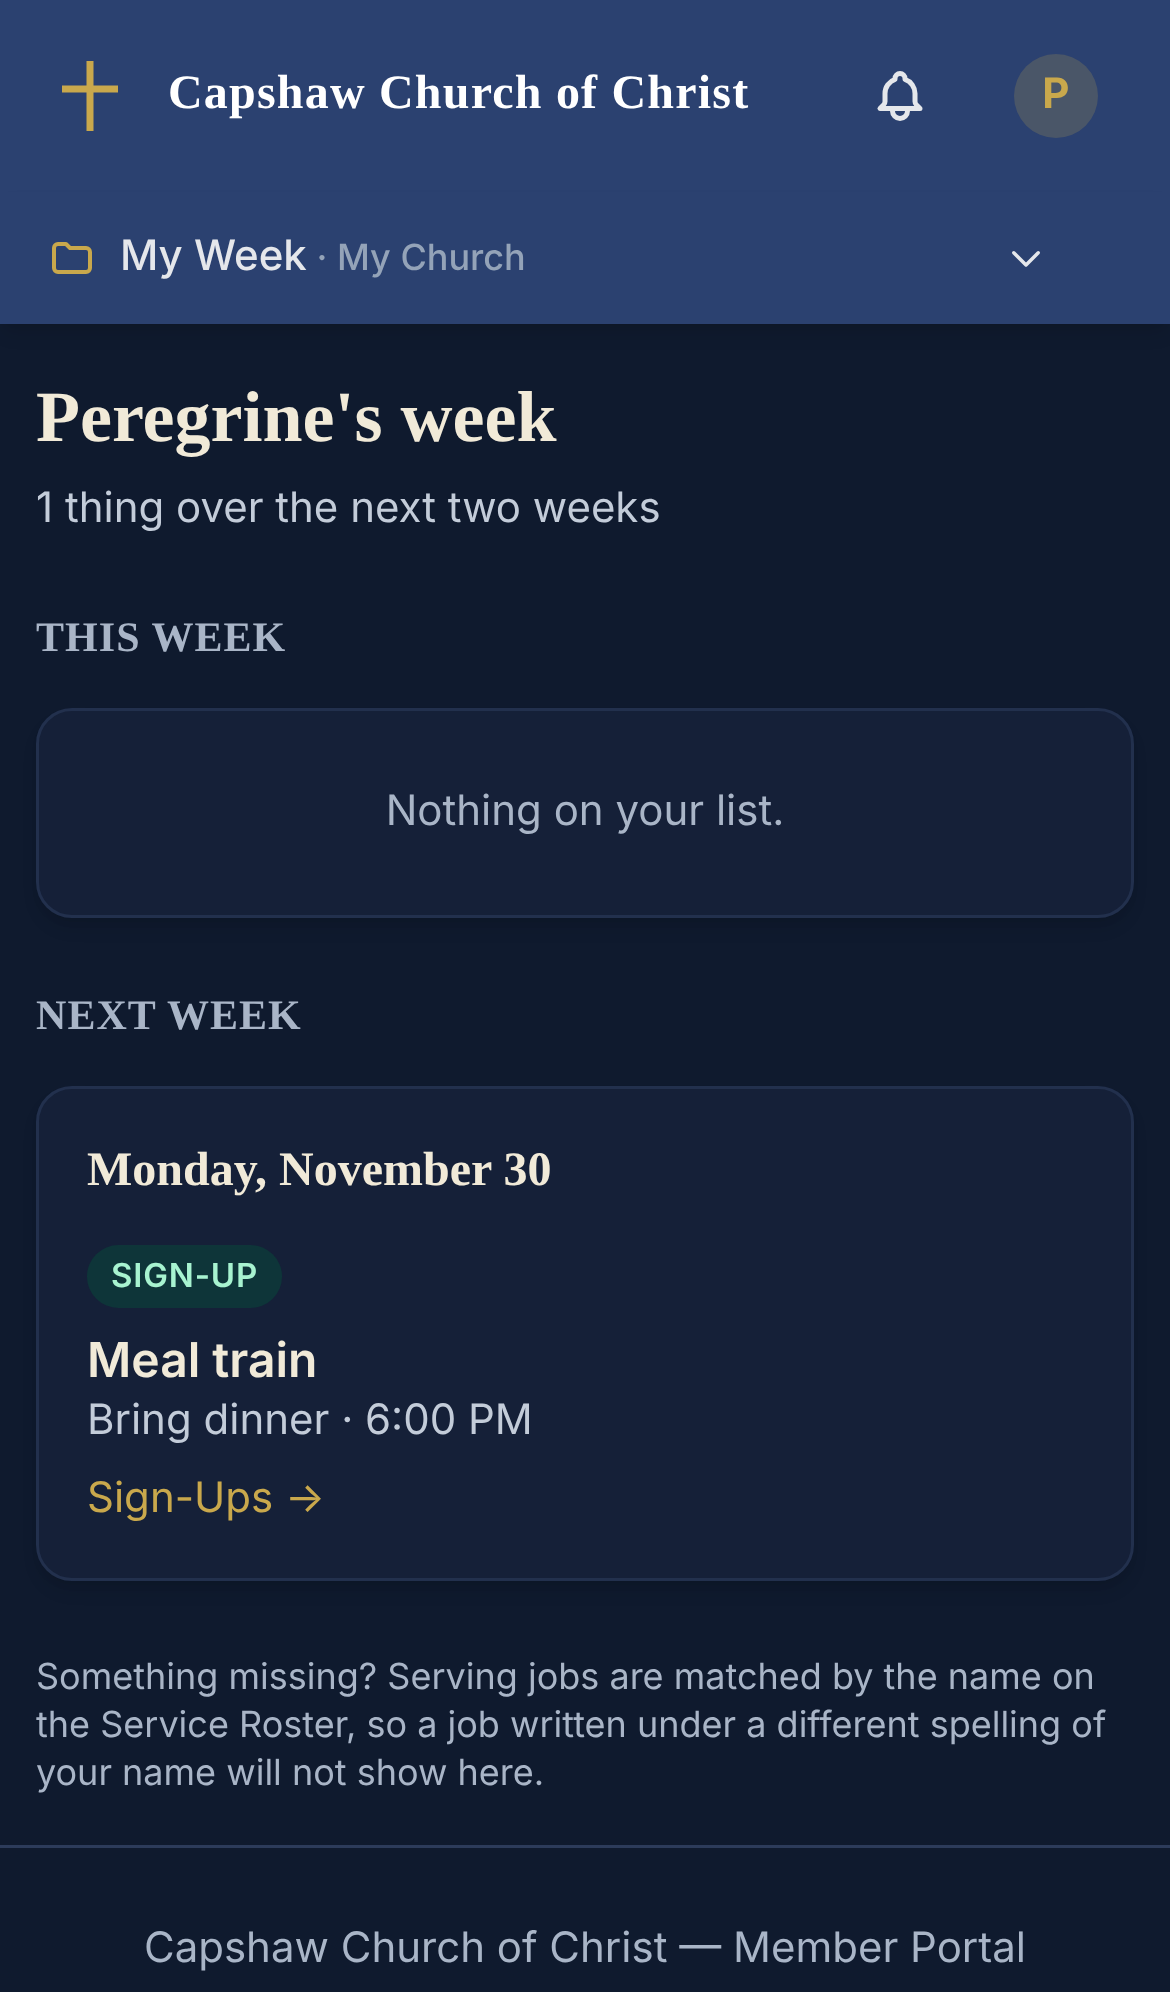 Capshaw Church of Christ
P
My Week · My Church
Peregrine's week
1 thing over the next two weeks
THIS WEEK
Nothing on your list.
NEXT WEEK
Monday, November 30
SIGN-UP
Meal train
Bring dinner · 6:00 PM
Sign-Ups →
Something missing? Serving jobs are matched by the name on
the Service Roster, so a job written under a different spelling of
your name will not show here.
Capshaw Church of Christ — Member Portal